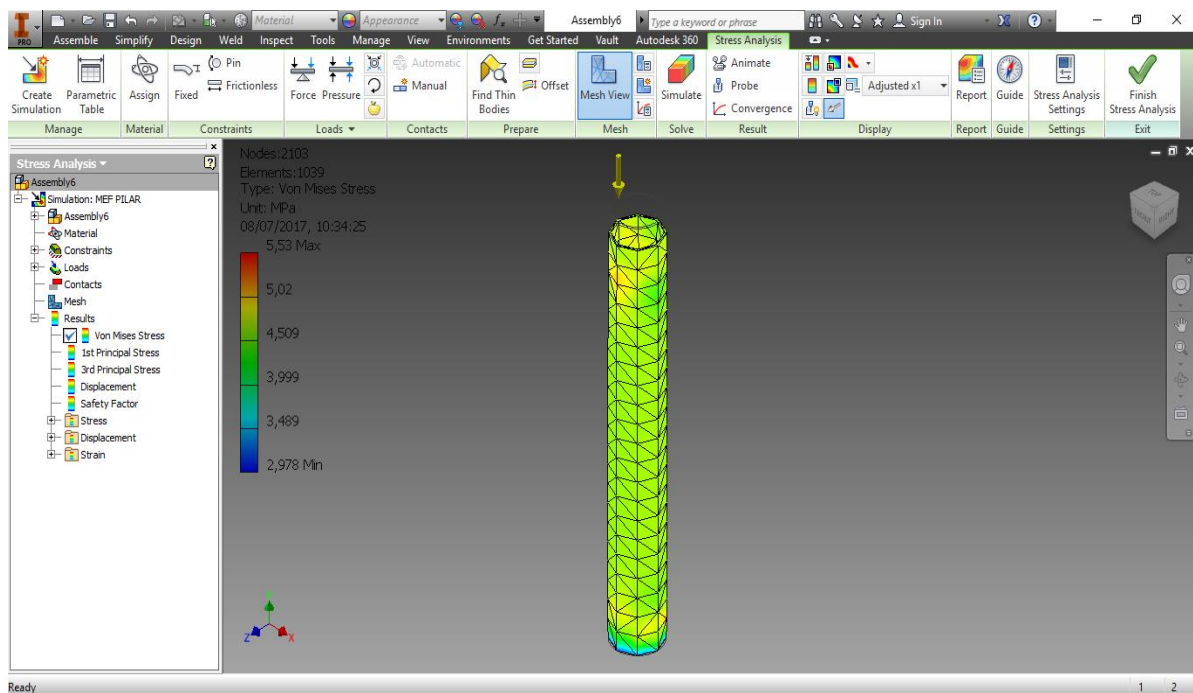 PRO
Material
Appearance
Assembly6
Type a keyword or phrase
Sign In
Assemble Simplify Design Weld Inspect Tools Manage View Environments Get Started Vault Autodesk 360 Stress Analysis
Create Simulation
Parametric Table
Assign
Fixed
Pin
Frictionless
Force
Pressure
Automatic
Manual
Find Thin Bodies
Offset
Mesh View
Simulate
Animate
Probe
Convergence
Adjusted x1
Report
Guide
Stress Analysis Settings
Finish Stress Analysis
Manage Material Constraints Loads Contacts Prepare Mesh Solve Result Display Report Guide Settings Exit
Stress Analysis
Assembly6
Simulation: MEF PILAR
Assembly6
Material
Constraints
Loads
Contacts
Mesh
Results
Von Mises Stress
1st Principal Stress
3rd Principal Stress
Displacement
Safety Factor
Stress
Displacement
Strain
Nodes:2103
Elements:1039
Type: Von Mises Stress
Unit: MPa
08/07/2017, 10:34:25
5,53 Max
5,02
4,509
3,999
3,489
2,978 Min
TOP
FRONT
RIGHT
Z
X
Ready
1 2